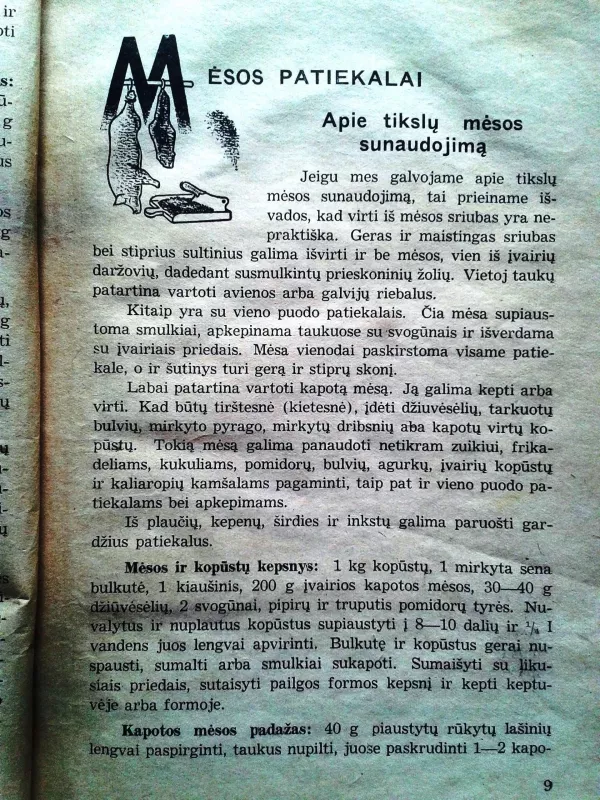 MĖSOS PATIEKALAI
Apie tikslų mėsos
sunaudojimą
Jeigu mes galvojame apie tikslų
mėsos sunaudojimą, tai prieiname iš-
vados, kad virti iš mėsos sriubas yra ne-
praktiška. Geras ir maistingas sriubas
bei stiprius sultinius galima išvirti ir be mėsos, vien iš įvairių
daržovių, dadedant susmulkintų prieskoninių žolių. Vietoj taukų
patartina vartoti avienos arba galvijų riebalus.
Kitaip yra su vieno puodo patiekalais. Čia mėsa supiaus-
toma smulkiai, apkepinama taukuose su svogūnais ir išverdama
su įvairiais priedais. Mėsa vienodai paskirstoma visame patie-
kale, o ir šutinys turi gerą ir stiprų skonį.
Labai patartina vartoti kapotą mėsą. Ją galima kepti arba
virti. Kad būtų tirštesnė (kietesnė), įdėti džiuvėsėlių, tarkuotų
bulvių, mirkyto pyrago, mirkytų dribsnių aba kapotų virtų ko-
pūstų. Tokią mėsą galima panaudoti netikram zuikiui, frika-
deliams, kukuliams, pomidorų, bulvių, agurkų, įvairių kopūstų
ir kaliaropių kamšalams pagaminti, taip pat ir vieno puodo pa-
tiekalams bei apkepimams.
Iš plaučių, kepenų, širdies ir inkstų galima paruošti gar-
džius patiekalus.
Mėsos ir kopūstų kepsnys: 1 kg kopūstų, 1 mirkyta sena
bulkutė, 1 kiaušinis, 200 g įvairios kapotos mėsos, 30—40 g
džiūvėsėlių, 2 svogūnai, pipirų ir truputis pomidorų tyrės. Nu-
valytus ir nuplautus kopūstus supiaustyti į 8—10 dalių ir ¼ l
vandens juos lengvai apvirinti. Bulkutę ir kopūstus gerai nu-
spausti, sumalti arba smulkiai sukapoti. Sumaišyti su liku-
siais priedais, sutaisyti pailgos formos kepsnį ir kepti keptu-
vėje arba formoje.
Kapotos mėsos padažas: 40 g piaustytų rūkytų lašinių
lengvai paspirginti, taukus nupilti, juose paskrudinti 1—2 kapo-
9